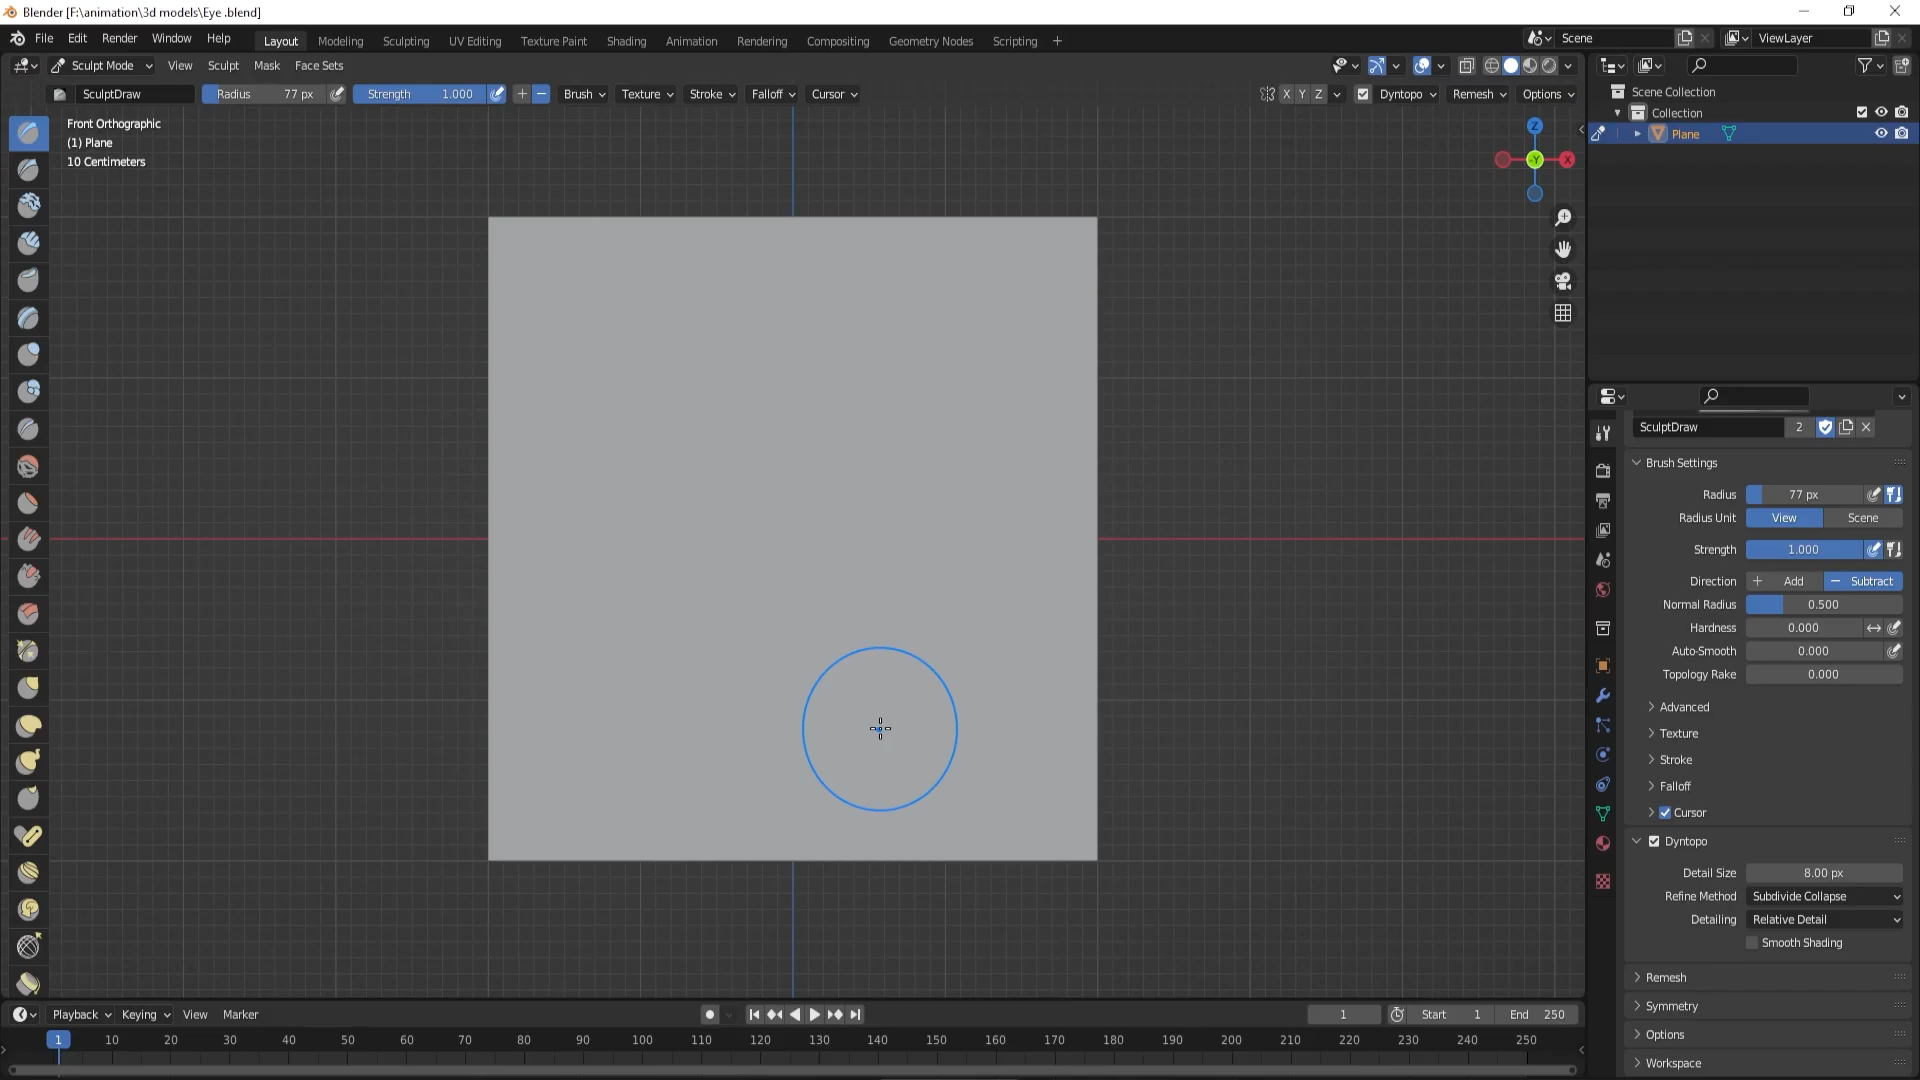 Blender [F:\animation\3d models\Eye .blend]
File Edit Render Window Help Layout Modeling Sculpting UV Editing Texture Paint Shading Animation Rendering Compositing Geometry Nodes Scripting + Scene ViewLayer
Sculpt Mode View Sculpt Mask Face Sets
SculptDraw Radius 77 px Strength 1.000 Brush Texture Stroke Falloff Cursor X Y Z Dyntopo Remesh Options
Scene Collection
Collection
Plane
Front Orthographic
(1) Plane
10 Centimeters
Z
-Y
X
SculptDraw 2
Brush Settings
Radius 77 px
Radius Unit View Scene
Strength 1.000
Direction + Add − Subtract
Normal Radius 0.500
Hardness 0.000
Auto-Smooth 0.000
Topology Rake 0.000
Advanced
Texture
Stroke
Falloff
Cursor
Dyntopo
Detail Size 8.00 px
Refine Method Subdivide Collapse
Detailing Relative Detail
Smooth Shading
Remesh
Symmetry
Options
Workspace
Playback Keying View Marker 1 Start 1 End 250
1 10 20 30 40 50 60 70 80 90 100 110 120 130 140 150 160 170 180 190 200 210 220 230 240 250